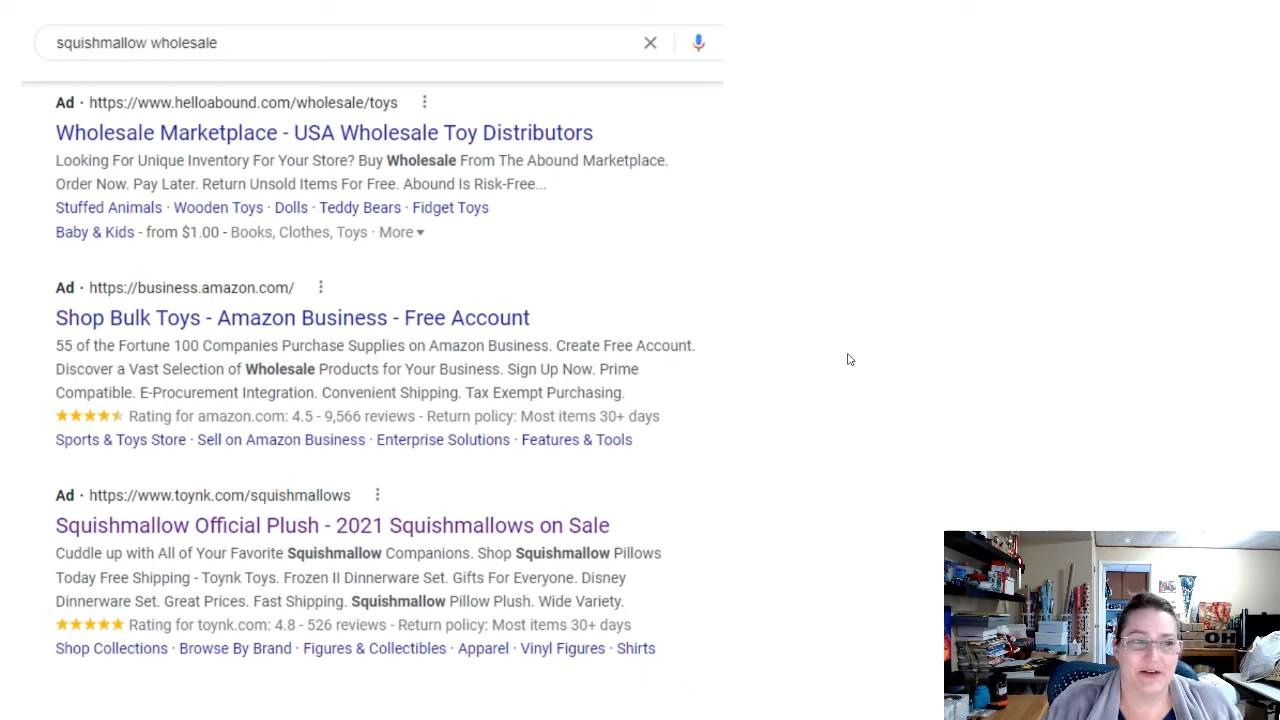 squishmallow wholesale
Ad · https://www.helloabound.com/wholesale/toys
Wholesale Marketplace - USA Wholesale Toy Distributors
Looking For Unique Inventory For Your Store? Buy Wholesale From The Abound Marketplace.
Order Now. Pay Later. Return Unsold Items For Free. Abound Is Risk-Free...
Stuffed Animals · Wooden Toys · Dolls · Teddy Bears · Fidget Toys
Baby & Kids - from $1.00 - Books, Clothes, Toys · More
Ad · https://business.amazon.com/
Shop Bulk Toys - Amazon Business - Free Account
55 of the Fortune 100 Companies Purchase Supplies on Amazon Business. Create Free Account.
Discover a Vast Selection of Wholesale Products for Your Business. Sign Up Now. Prime
Compatible. E-Procurement Integration. Convenient Shipping. Tax Exempt Purchasing.
Rating for amazon.com: 4.5 - 9,566 reviews - Return policy: Most items 30+ days
Sports & Toys Store · Sell on Amazon Business · Enterprise Solutions · Features & Tools
Ad · https://www.toynk.com/squishmallows
Squishmallow Official Plush - 2021 Squishmallows on Sale
Cuddle up with All of Your Favorite Squishmallow Companions. Shop Squishmallow Pillows
Today Free Shipping - Toynk Toys. Frozen II Dinnerware Set. Gifts For Everyone. Disney
Dinnerware Set. Great Prices. Fast Shipping. Squishmallow Pillow Plush. Wide Variety.
Rating for toynk.com: 4.8 - 526 reviews - Return policy: Most items 30+ days
Shop Collections · Browse By Brand · Figures & Collectibles · Apparel · Vinyl Figures · Shirts
OH